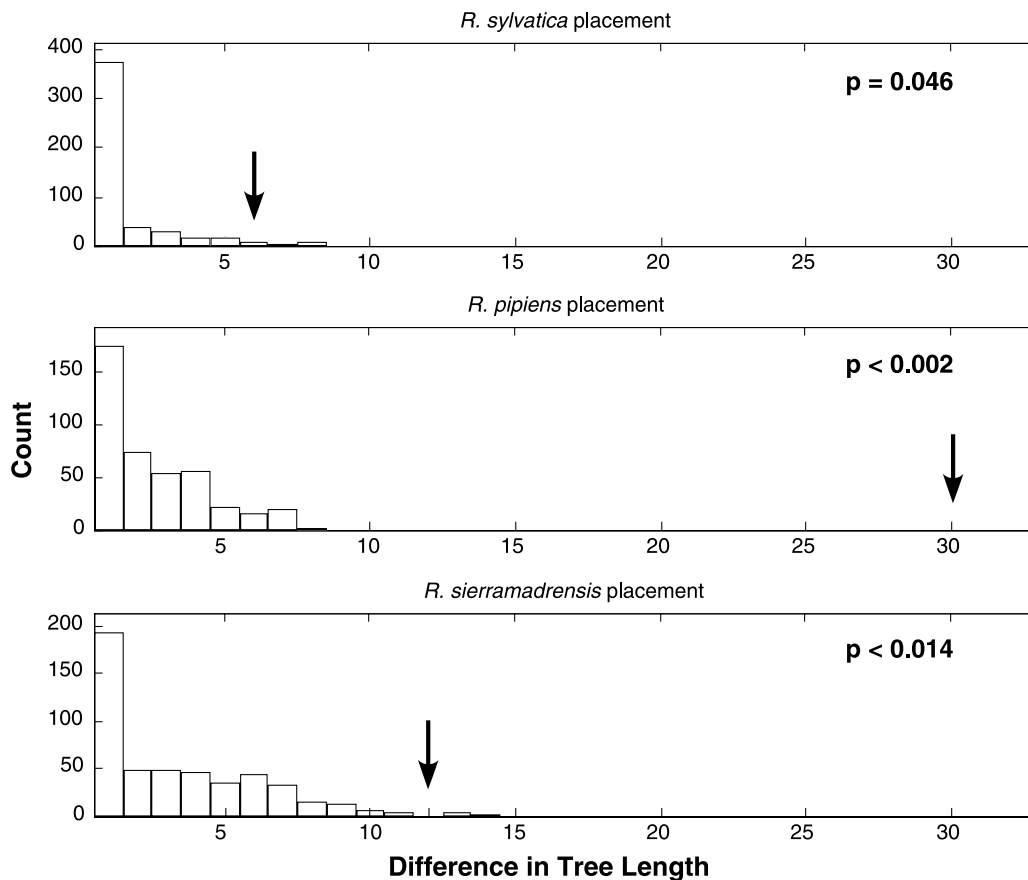 R. sylvatica placement
400
300
200
100
0
p = 0.046
5 10 15 20 25 30
R. pipiens placement
150
100
50
0
p < 0.002
5 10 15 20 25 30
Count
R. sierramadrensis placement
200
150
100
50
0
p < 0.014
5 10 15 20 25 30
Difference in Tree Length